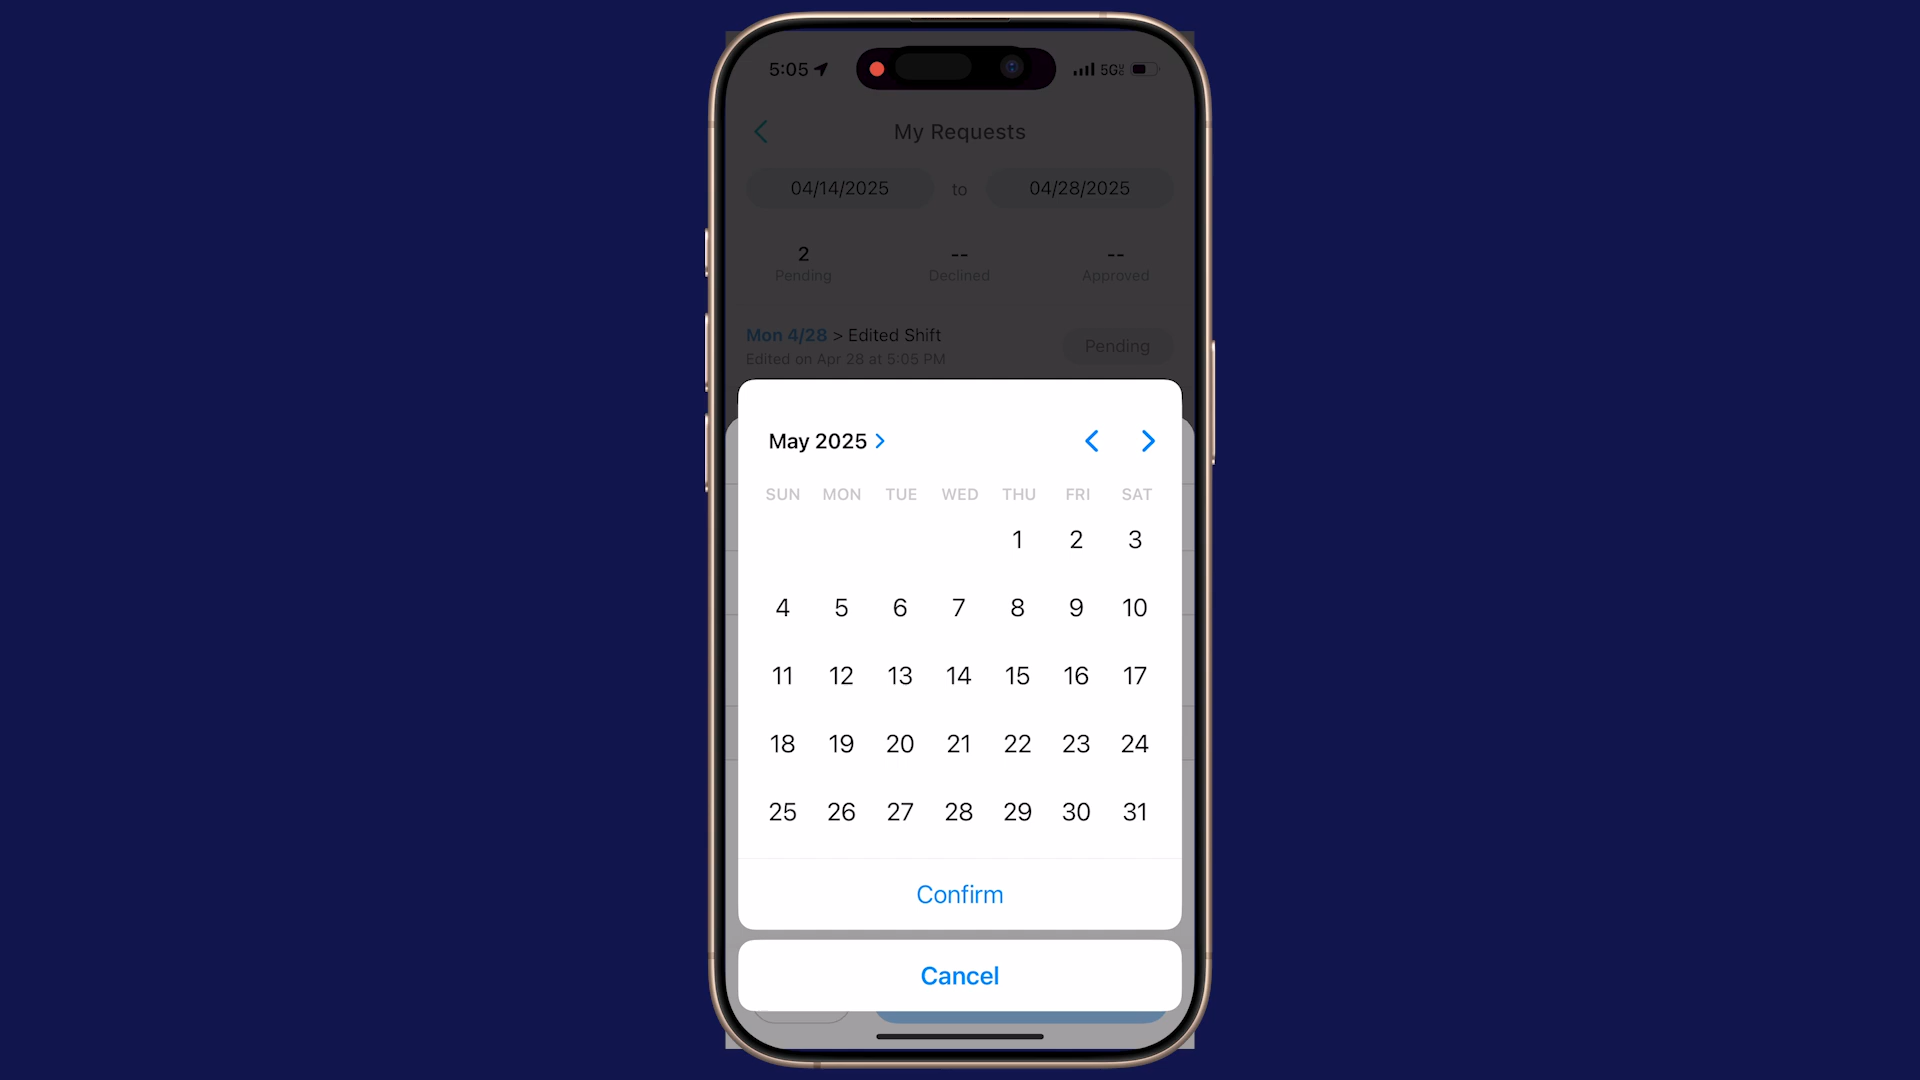 5:05 5G
My Requests
04/14/2025 to 04/28/2025
2 -- --
Pending Declined Approved
Mon 4/28 > Edited Shift
Edited on Apr 28 at 5:05 PM
Pending
May 2025
SUN MON TUE WED THU FRI SAT
1 2 3
4 5 6 7 8 9 10
11 12 13 14 15 16 17
18 19 20 21 22 23 24
25 26 27 28 29 30 31
Confirm
Cancel